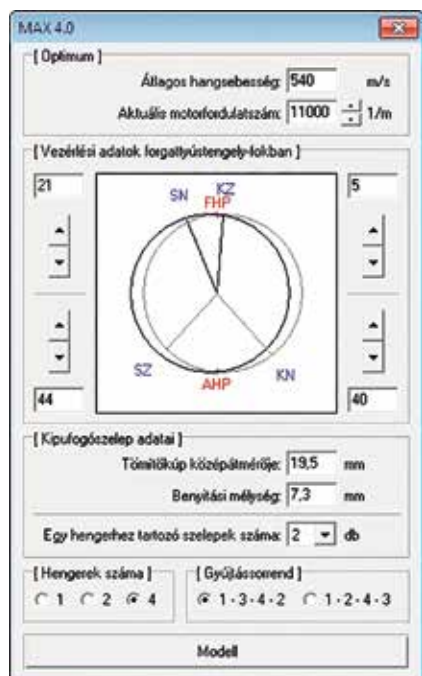 MAX 4.0
[ Optimum ]
Átlagos hangsebesség: 540 m/s
Aktuális motorfordulatszám: 11000 1/m
[ Vezérlési adatok forgattyústengely-fokban ]
21 5
SN KZ
FHP
SZ KN
AHP
44 40
[ Kipufogószelep adatai ]
Tömítőkúp középátmérője: 19,5 mm
Benyitási mélység: 7,3 mm
Egy hengerhez tartozó szelepek száma: 2 db
[ Hengerek száma ] [ Gyújtássorrend ]
1 2 4 1-3-4-2 1-2-4-3
Modell